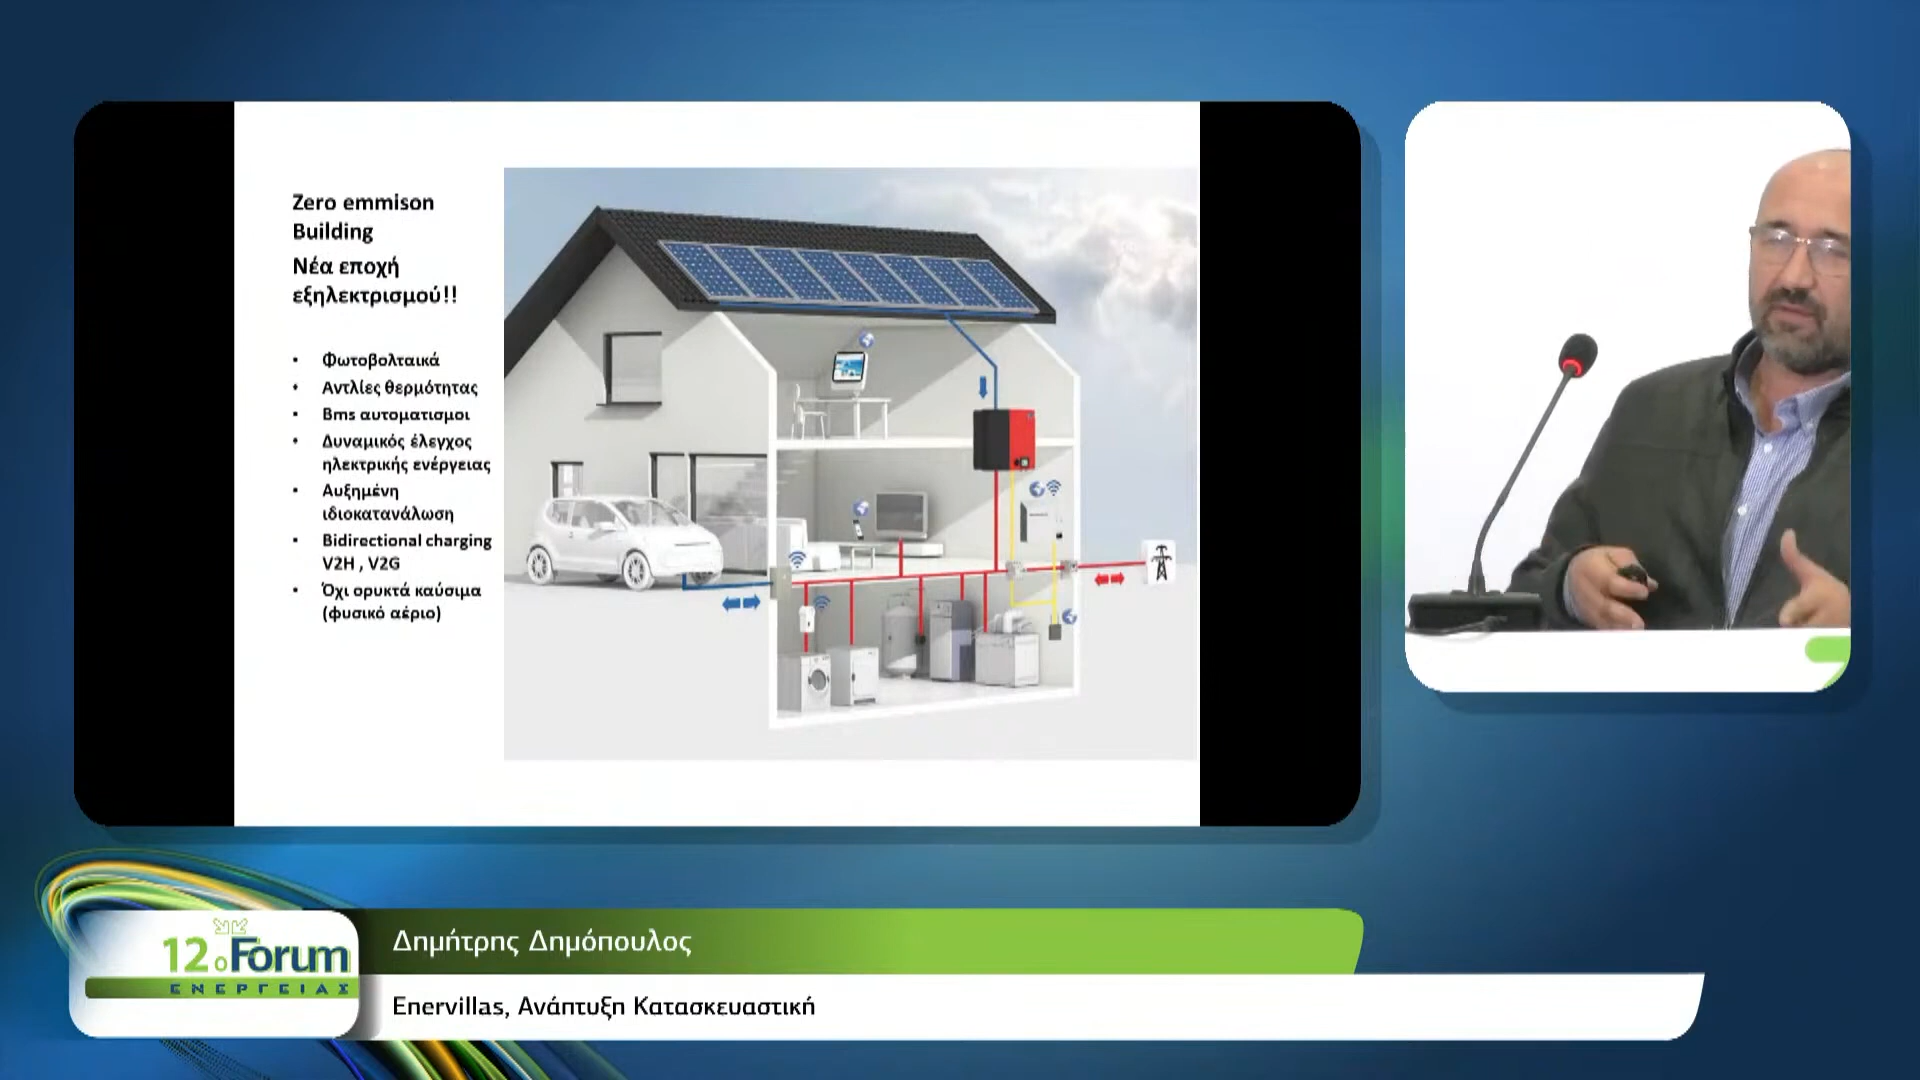 Zero emmison
Building
Νέα εποχή
εξηλεκτρισμού!!
• Φωτοβολταικά
• Αντλίες θερμότητας
• Bms αυτοματισμοι
• Δυναμικός έλεγχος
ηλεκτρικής ενέργειας
• Αυξημένη
ιδιοκατανάλωση
• Bidirectional charging
V2H , V2G
• Όχι ορυκτά καύσιμα
(φυσικό αέριο)
12ο Forum
ΕΝΕΡΓΕΙΑΣ
Δημήτρης Δημόπουλος
Enervillas, Ανάπτυξη Κατασκευαστική